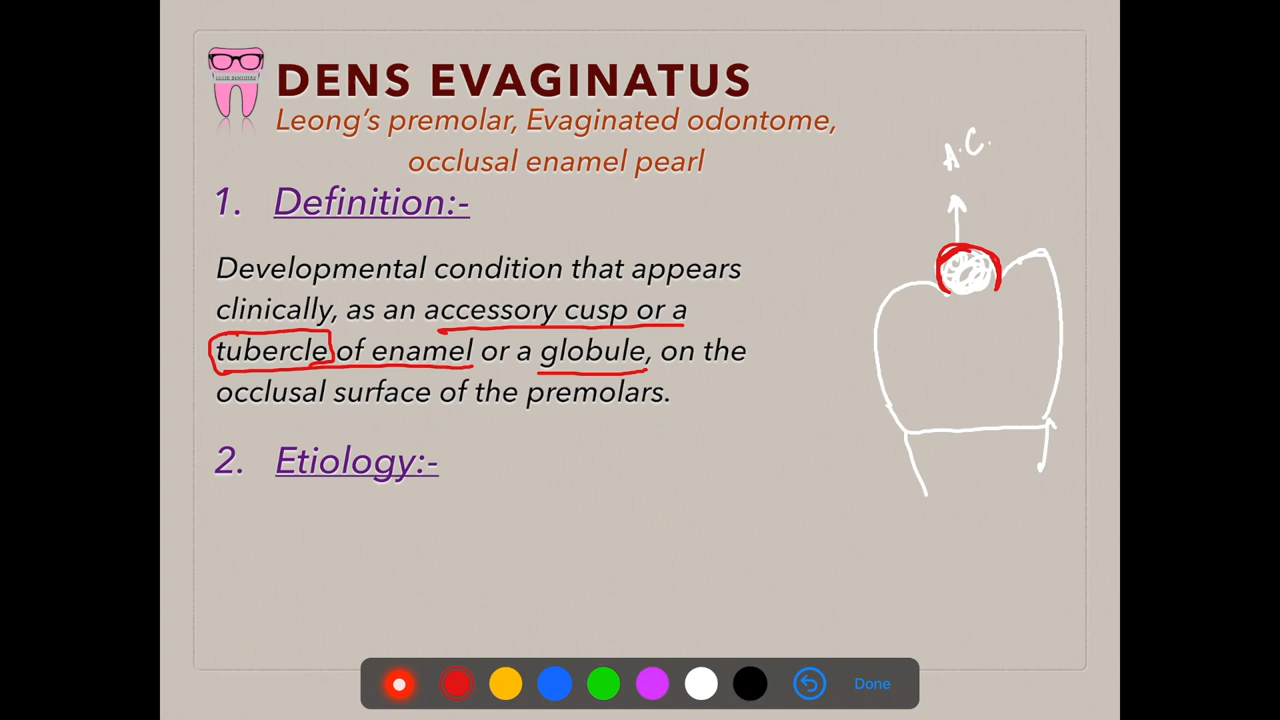 DENS EVAGINATUS
Leong's premolar, Evaginated odontome,
occlusal enamel pearl
1. Definition:-
Developmental condition that appears
clinically, as an accessory cusp or a
tubercle of enamel or a globule, on the
occlusal surface of the premolars.
2. Etiology:-
A.C.
Done